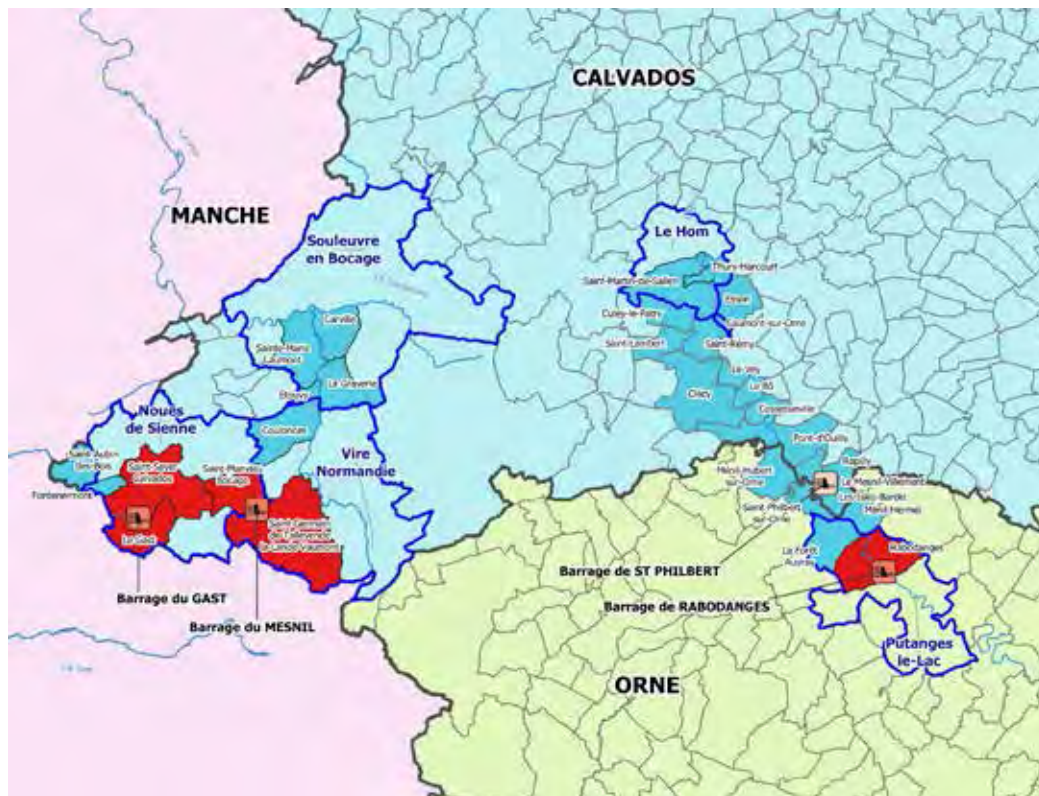 CALVADOS
MANCHE
Souleuvre
en Bocage
Le Hom
Thury-Harcourt
Saint-Martin-de-Sallen
Esson
Curcy-le-Patry
Caumont-sur-Orne
Saint-Lambert
Saint-Rémy
Le Vey
Le Bô
Clécy
Cossesseville
Pont-d'Ouilly
Rapilly
Le Mesnil-Villement
Les Isles-Bardel
Ménil-Hermei
Ménil-Hubert
sur-Orne
Saint Philbert
sur-Orne
Carville
Sainte-Marie
Laumont
La Graverie
Etouvy
Coulonces
Noues
de Sienne
Vire
Normandie
Saint-Aubin
des-Bois
Saint-Sever
Calvados
Saint-Manvieu
Bocage
Fontenermont
Le Gast
Saint-Germain
de Tallevende
la-Lande-Vaumont
La Forêt
Auvray
Rabodanges
Barrage de ST PHILBERT
Barrage du GAST
Barrage de RABODANGES
Barrage du MESNIL
Putanges
le-Lac
ORNE